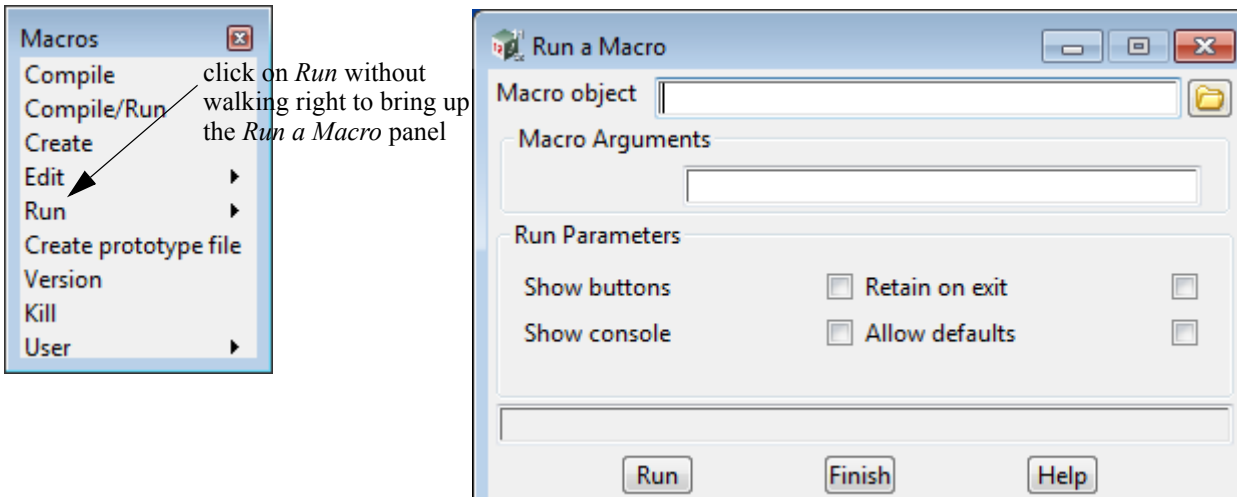 Macros
Compile
Compile/Run
Create
Edit
Run
Create prototype file
Version
Kill
User
click on Run without
walking right to bring up
the Run a Macro panel
Run a Macro
Macro object
Macro Arguments
Run Parameters
Show buttons Retain on exit
Show console Allow defaults
Run Finish Help